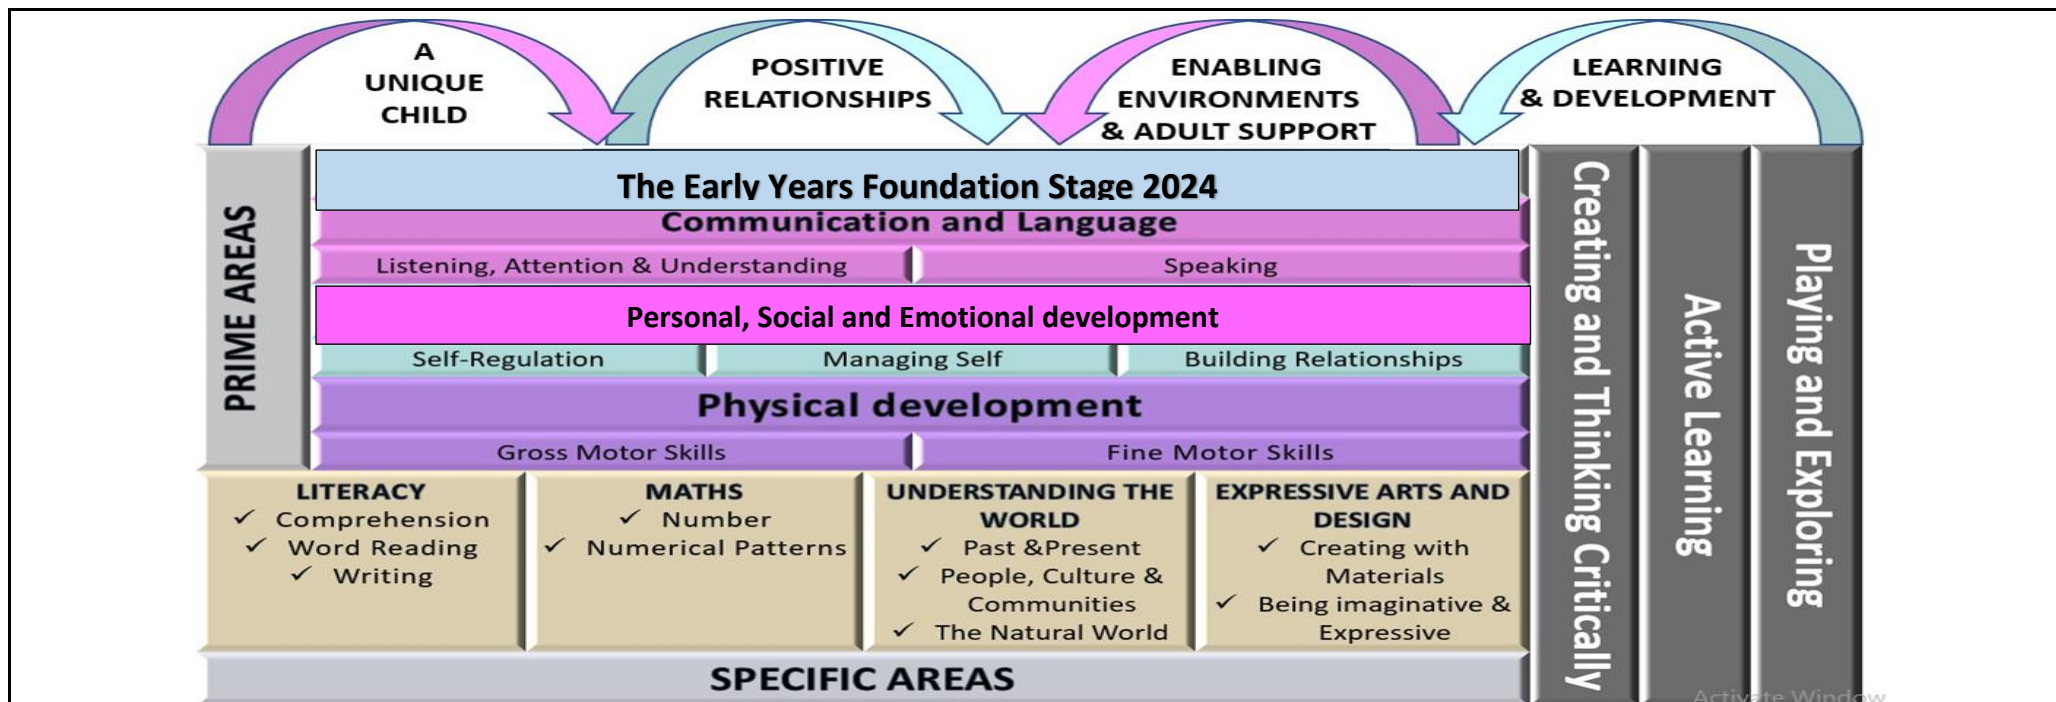 A
UNIQUE
CHILD
POSITIVE
RELATIONSHIPS
ENABLING
ENVIRONMENTS
& ADULT SUPPORT
LEARNING
& DEVELOPMENT
PRIME AREAS
The Early Years Foundation Stage 2024
Communication and Language
Listening, Attention & Understanding
Speaking
Personal, Social and Emotional development
Self-Regulation
Managing Self
Building Relationships
Physical development
Gross Motor Skills
Fine Motor Skills
LITERACY
✓ Comprehension
✓ Word Reading
✓ Writing
MATHS
✓ Number
✓ Numerical Patterns
UNDERSTANDING THE
WORLD
✓ Past &Present
✓ People, Culture &
Communities
✓ The Natural World
EXPRESSIVE ARTS AND
DESIGN
✓ Creating with
Materials
✓ Being imaginative &
Expressive
SPECIFIC AREAS
Creating and Thinking Critically
Active Learning
Playing and Exploring
Activate Window